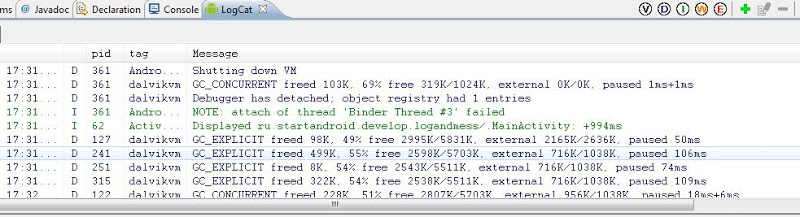 ms @ Javadoc Declaration Console LogCat V D I W E
pid tag Message
17:31... D 361 Andro... Shutting down VM
17:31... D 361 dalvikvm GC_CONCURRENT freed 103K, 69% free 319K/1024K, external 0K/0K, paused 1ms+1ms
17:31... D 361 dalvikvm Debugger has detached; object registry had 1 entries
17:31... I 361 Andro... NOTE: attach of thread 'Binder Thread #3' failed
17:31... I 62 Activ... Displayed ru.startandroid.develop.logandmess/.MainActivity: +994ms
17:31... D 127 dalvikvm GC_EXPLICIT freed 98K, 49% free 2995K/5831K, external 2165K/2636K, paused 50ms
17:31... D 241 dalvikvm GC_EXPLICIT freed 499K, 55% free 2598K/5703K, external 716K/1038K, paused 106ms
17:31... D 251 dalvikvm GC_EXPLICIT freed 8K, 54% free 2543K/5511K, external 716K/1038K, paused 74ms
17:31... D 315 dalvikvm GC_EXPLICIT freed 322K, 54% free 2538K/5511K, external 716K/1038K, paused 109ms
17:32 D 122 dalvikvm GC_CONCURRENT freed 228K, 51% free 2807K/5703K, external 956K/1038K, paused 18ms+6ms